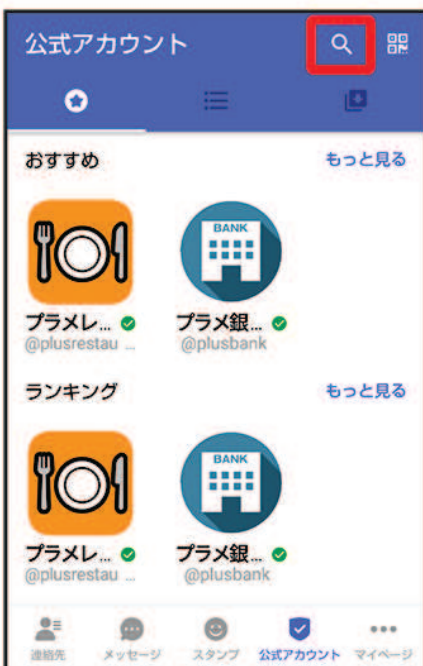 公式アカウント
おすすめ もっと見る
BANK
プラメレ... プラメ銀...
@plusrestau ... @plusbank
ランキング もっと見る
BANK
プラメレ... プラメ銀...
@plusrestau ... @plusbank
連絡先 メッセージ スタンプ 公式アカウント マイページ